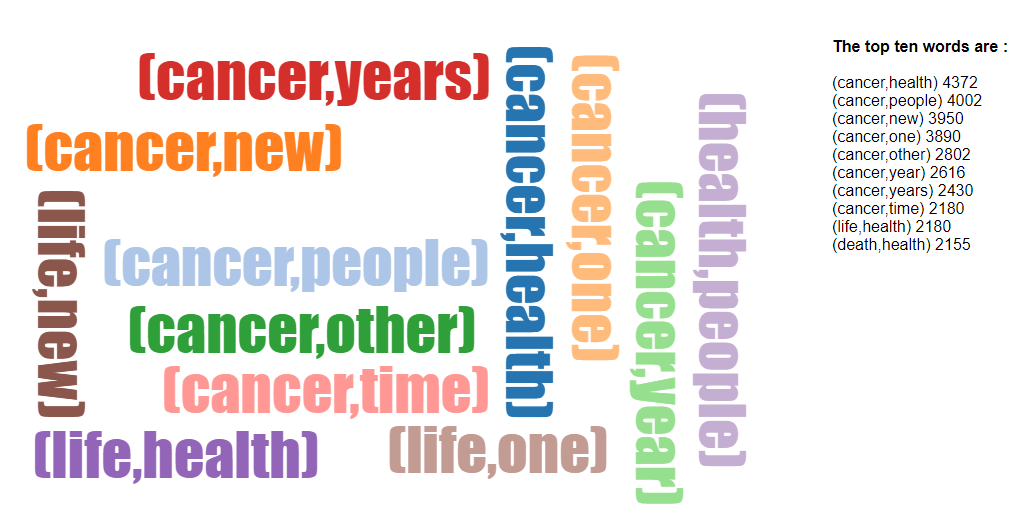 (cancer,years)
(cancer,new)
(life,new)
(cancer,people)
(cancer,other)
(cancer,time)
(life,health)
(life,one)
(cancer,health)
(cancer,one)
(cancer,year)
(health,people)
The top ten words are :
(cancer,health) 4372
(cancer,people) 4002
(cancer,new) 3950
(cancer,one) 3890
(cancer,other) 2802
(cancer,year) 2616
(cancer,years) 2430
(cancer,time) 2180
(life,health) 2180
(death,health) 2155